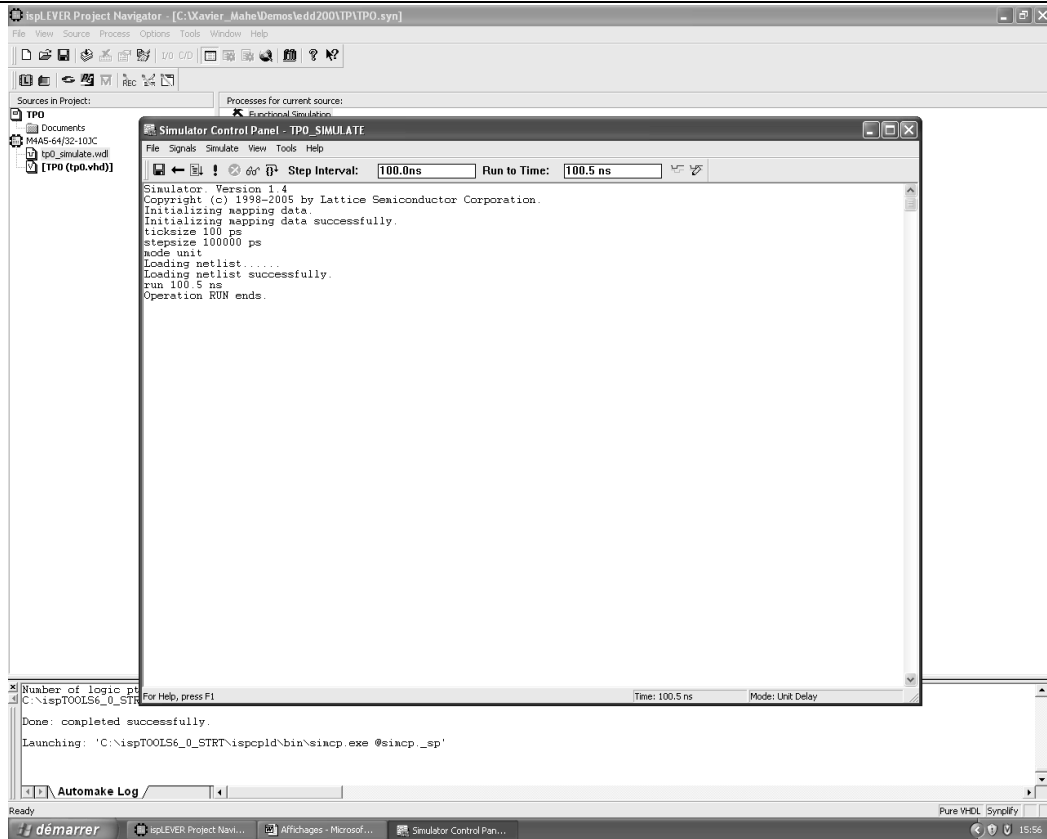 ispLEVER Project Navigator - [C:\Xavier_Mahe\Demos\edd200\TP\TPO.syn]
File View Source Process Options Tools Window Help
I/O C/D
REC
Sources in Project:
Processes for current source:
TPO
Functional Simulation
Documents
M4A5-64/32-10JC
tp0_simulate.wdl
[TP0 (tp0.vhd)]
Simulator Control Panel - TPO_SIMULATE
File Signals Simulate View Tools Help
Step Interval: 100.0ns Run to Time: 100.5 ns
Simulator. Version 1.4
Copyright (c) 1998-2005 by Lattice Semiconductor Corporation.
Initializing mapping data.
Initializing mapping data successfully.
ticksize 100 ps
stepsize 100000 ps
mode unit
Loading netlist......
Loading netlist successfully.
run 100.5 ns
Operation RUN ends.
For Help, press F1 Time: 100.5 ns Mode: Unit Delay
Number of logic pt
C:\ispTOOLS6_0_STR
Done: completed successfully.
Launching: 'C:\ispTOOLS6_0_STRT\ispcpld\bin\simcp.exe @simcp._sp'
Automake Log
Ready Pure VHDL Synplify
démarrer ispLEVER Project Navi... Affichages - Microsof... Simulator Control Pan... 15:56